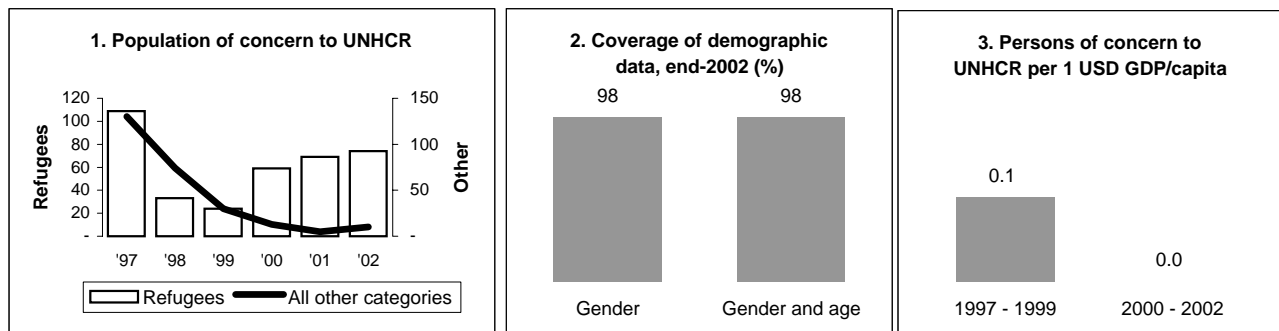 1. Population of concern to UNHCR
Refugees
120
100
80
60
40
20
-
150
100
50
-
Other
'97 '98 '99 '00 '01 '02
Refugees All other categories
2. Coverage of demographic
data, end-2002 (%)
98 98
Gender Gender and age
3. Persons of concern to
UNHCR per 1 USD GDP/capita
0.1
0.0
1997 - 1999 2000 - 2002